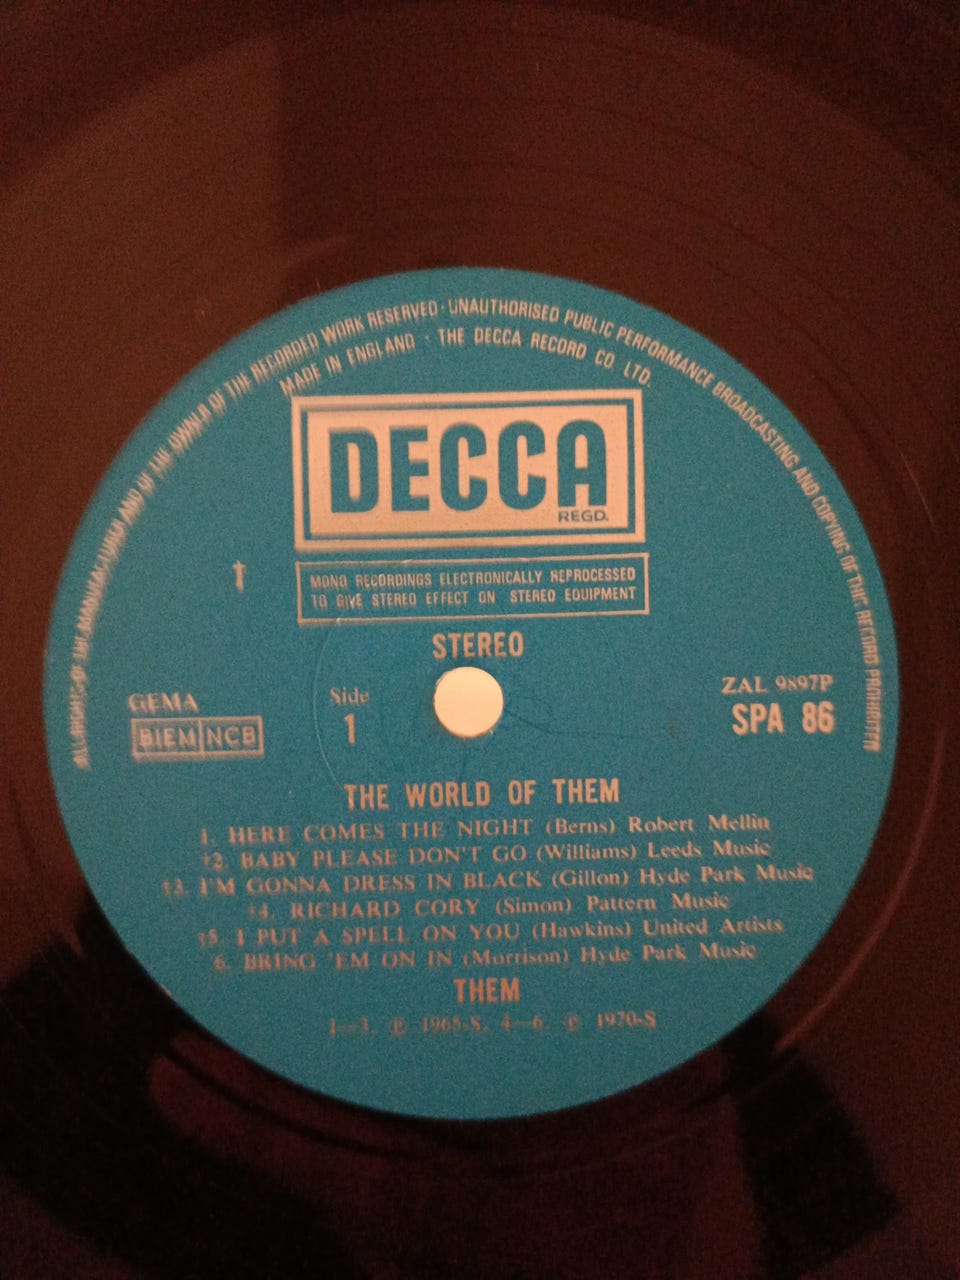 ALL RIGHTS OF THE MANUFACTURER AND OF THE OWNER OF THE RECORDED WORK RESERVED · UNAUTHORISED PUBLIC PERFORMANCE BROADCASTING AND COPYING OF THIS RECORD PROHIBITED
MADE IN ENGLAND · THE DECCA RECORD CO. LTD.
DECCA
REGD.
†
MONO RECORDINGS ELECTRONICALLY REPROCESSED
TO GIVE STEREO EFFECT ON STEREO EQUIPMENT
STEREO
GEMA
BIEM NCB
Side
1
ZAL 9897P
SPA 86
THE WORLD OF THEM
1. HERE COMES THE NIGHT (Berns) Robert Mellin
†2. BABY PLEASE DON'T GO (Williams) Leeds Music
†3. I'M GONNA DRESS IN BLACK (Gillon) Hyde Park Music
†4. RICHARD CORY (Simon) Pattern Music
†5. I PUT A SPELL ON YOU (Hawkins) United Artists
6. BRING 'EM ON IN (Morrison) Hyde Park Music
THEM
1—3. ℗ 1965-S. 4—6. ℗ 1970-S